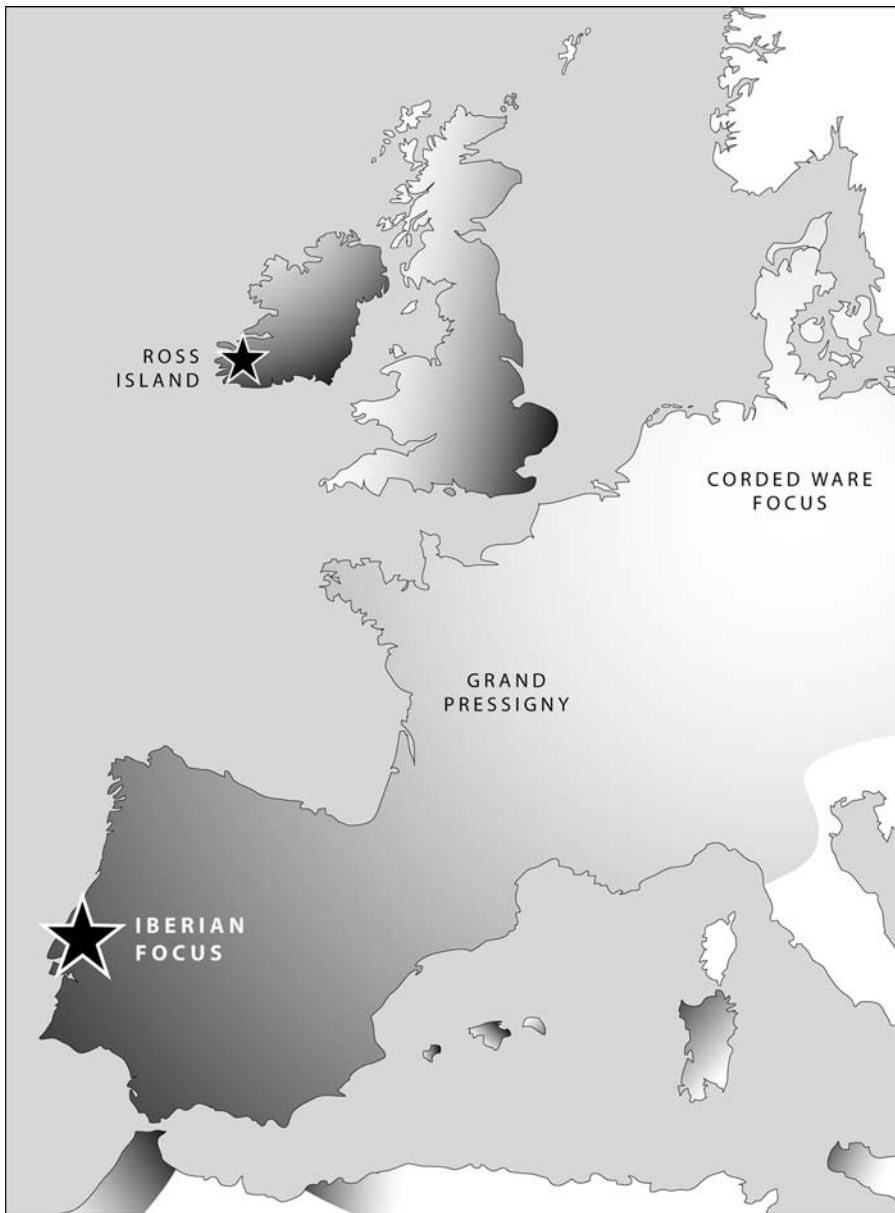 ROSS
ISLAND
CORDED WARE
FOCUS
GRAND
PRESSIGNY
IBERIAN
FOCUS